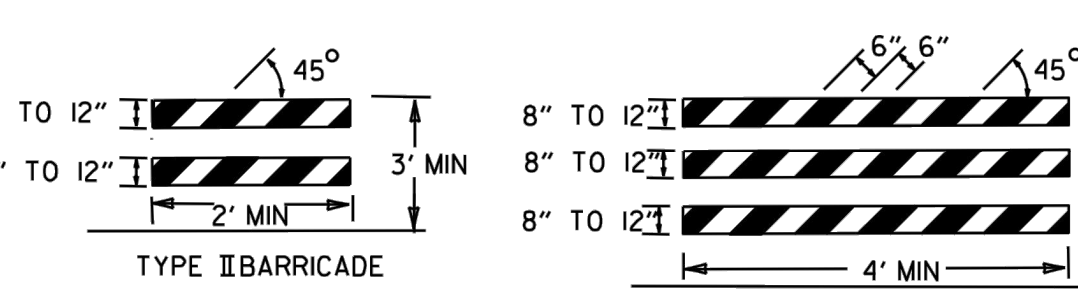 45°
TO 12"
" TO 12"
3' MIN
2' MIN
TYPE II BARRICADE
6" 6"
45°
8" TO 12"
8" TO 12"
8" TO 12"
4' MIN